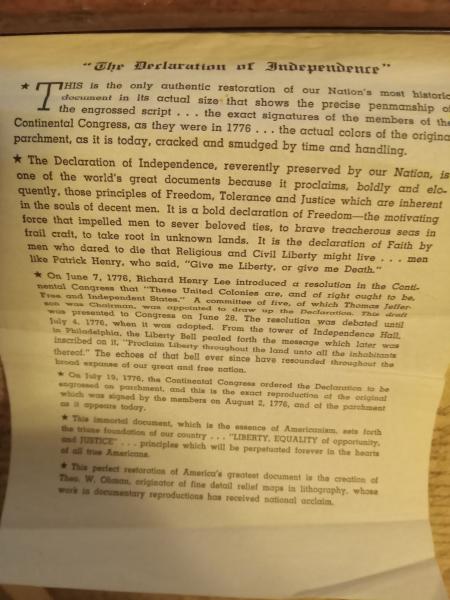 "The Declaration of Independence"
★ THIS is the only authentic restoration of our Nation's most historic
document in its actual size that shows the precise penmanship of
the engrossed script . . . the exact signatures of the members of the
Continental Congress, as they were in 1776 . . . the actual colors of the original
parchment, as it is today, cracked and smudged by time and handling.
★ The Declaration of Independence, reverently preserved by our Nation, is
one of the world's great documents because it proclaims, boldly and elo-
quently, those principles of Freedom, Tolerance and Justice which are inherent
in the souls of decent men. It is a bold declaration of Freedom—the motivating
force that impelled men to sever beloved ties, to brave treacherous seas in
frail craft, to take root in unknown lands. It is the declaration of Faith by
men who dared to die that Religious and Civil Liberty might live . . . men
like Patrick Henry, who said, "Give me Liberty, or give me Death."
★ On June 7, 1776, Richard Henry Lee introduced a resolution in the Conti-
nental Congress that "These United Colonies are, and of right ought to be,
Free and Independent States." A committee of five, of which Thomas Jeffer-
son was Chairman, was appointed to draw up the Declaration. This draft
was presented to Congress on June 28. The resolution was debated until
July 4, 1776, when it was adopted. From the tower of Independence Hall,
in Philadelphia, the Liberty Bell pealed forth the message which later was
inscribed on it, "Proclaim Liberty throughout the land unto all the inhabitants
thereof." The echoes of that bell ever since have resounded throughout the
broad expanse of our great and free nation.
★ On July 19, 1776, the Continental Congress ordered the Declaration to be
engrossed on parchment, and this is the exact reproduction of the original
which was signed by the members on August 2, 1776, and of the parchment
as it appears today.
★ This immortal document, which is the essence of Americanism, sets forth
the triune foundation of our country . . . "LIBERTY, EQUALITY of opportunity,
and JUSTICE" . . . principles which will be perpetuated forever in the hearts
of all true Americans.
★ This perfect restoration of America's greatest document is the creation of
Theo. W. Ohman, originator of fine detail relief maps in lithography, whose
work in documentary reproductions has received national acclaim.